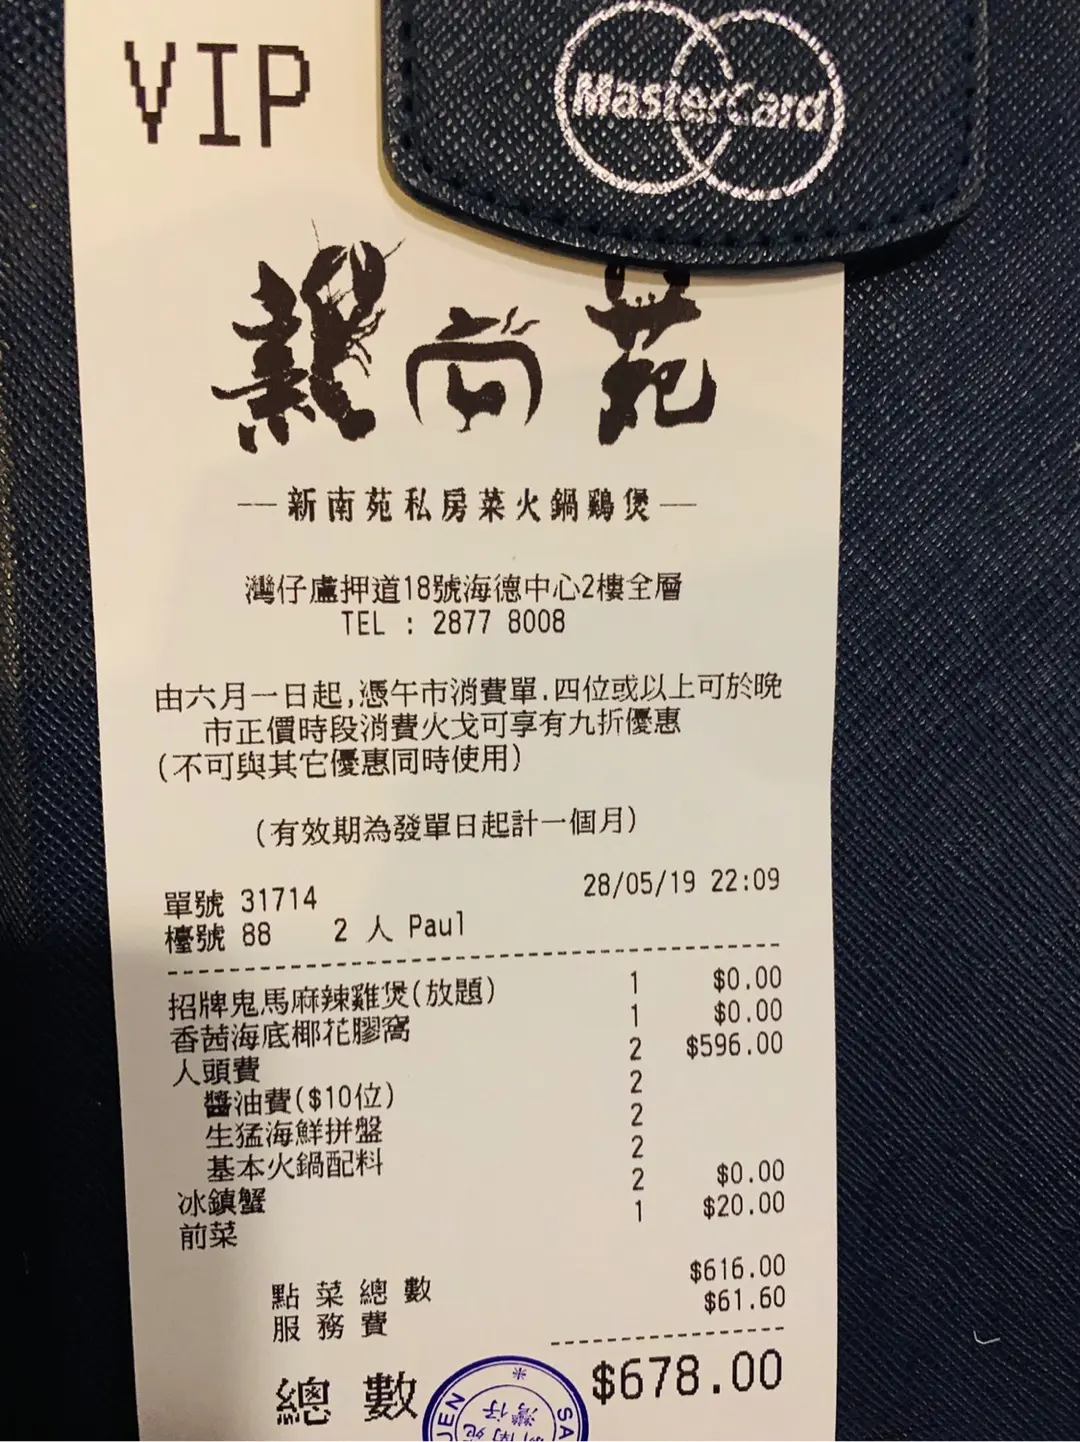 VIP
MasterCard
新尚苑
新南苑私房菜火鍋鷄煲
灣仔盧押道18號海德中心2樓全層
TEL : 2877 8008
由六月一日起,憑午市消費單.四位或以上可於晚
市正價時段消費火戈可享有九折優惠
(不可與其它優惠同時使用)
(有效期為發單日起計一個月)
單號 31714 28/05/19 22:09
檯號 88 2 人 Paul
招牌鬼馬麻辣雞煲(放題) 1 $0.00
香茜海底椰花膠窩 1 $0.00
人頭費 2 $596.00
醬油費($10位) 2
生猛海鮮拼盤 2
基本火鍋配料 2
冰鎮蟹 2 $0.00
前菜 1 $20.00
點菜總數 $616.00
服務費 $61.60
總數 $678.00
灣仔
UEN
SA